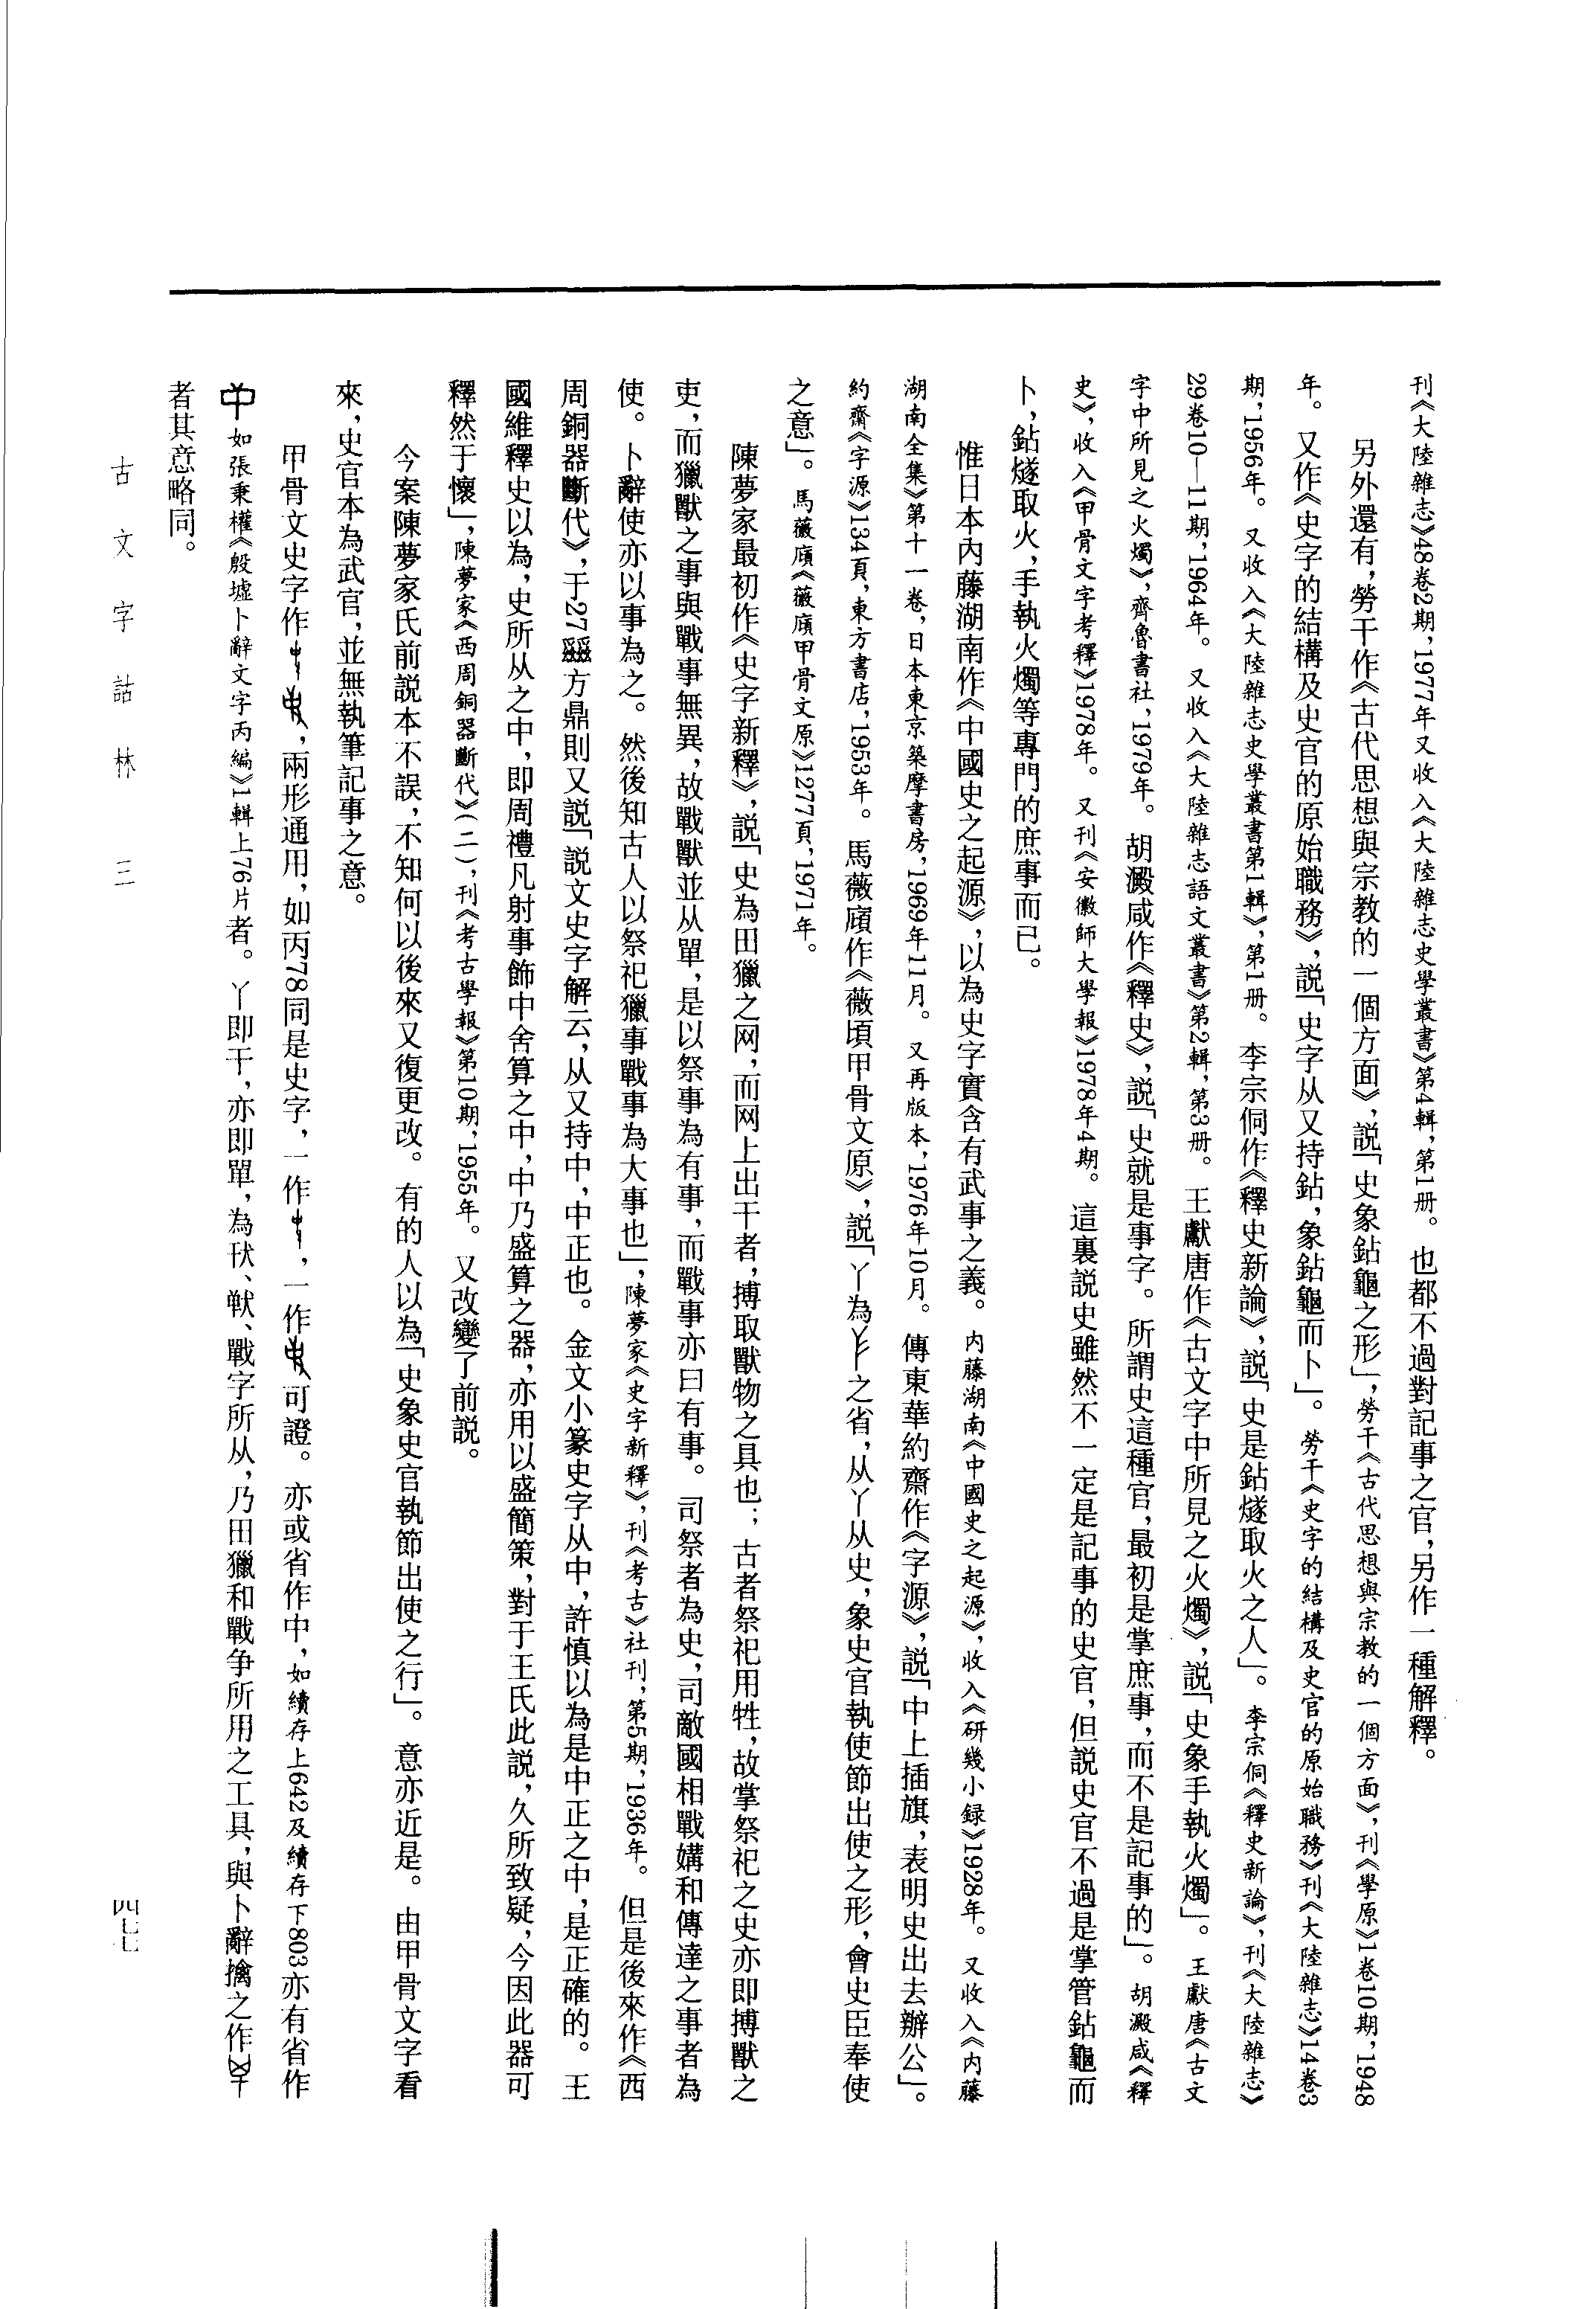 刊《大陸雜志》48卷2期,1977年又收入《大陸雜志史學叢書》第4輯,第1册。也都不過對記事之官,另作一種解釋。
另外還有,勞干作《古代思想與宗教的一個方面》,説「史象鉆龜之形」,勞干《古代思想與宗教的一個方面》,刊《學原》1卷10期,1948
年。又作《史字的結構及史官的原始職務》,説「史字从又持鉆,象鉆龜而卜」。勞干《史字的結構及史官的原始職務》刊《大陸雜志》14卷3
期,1956年。又收入《大陸雜志史學叢書第1輯》,第1册。李宗侗作《釋史新論》,説「史是鉆燧取火之人」。李宗侗《釋史新論》,刊《大陸雜志》
29卷10—11期,1964年。又收入《大陸雜志語文叢書》第2輯,第3册。王獻唐作《古文字中所見之火燭》,説「史象手執火燭」。王獻唐《古文
字中所見之火燭》,齊魯書社,1979年。胡澱咸作《釋史》,説「史就是事字。所謂史這種官,最初是掌庶事,而不是記事的」。胡澱咸《釋
史》,收入《甲骨文字考釋》1978年。又刊《安徽師大學報》1978年4期。這裏説史雖然不一定是記事的史官,但説史官不過是掌管鉆龜而
卜,鉆燧取火,手執火燭等專門的庶事而已。
惟日本内藤湖南作《中國史之起源》,以為史字實含有武事之義。内藤湖南《中國史之起源》,收入《研幾小録》1928年。又收入《内藤
湖南全集》第十一卷,日本東京築摩書房,1969年11月。又再版本,1976年10月。傳東華約齋作《字源》,説「中上插旗,表明史出去辦公」。
約齋《字源》134頁,東方書店,1953年。馬薇廎作《薇頃甲骨文原》,説「丫為之省,从丫从史,象史官執使節出使之形,會史臣奉使
之意」。馬薇廎《薇廎甲骨文原》1277頁,1971年。
陳夢家最初作《史字新釋》,説「史為田獵之网,而网上出干者,搏取獸物之具也;古者祭祀用牲,故掌祭祀之史亦即搏獸之
吏,而獵獸之事與戰事無異,故戰獸並从單,是以祭事為有事,而戰事亦曰有事。司祭者為史,司敵國相戰媾和傳達之事者為
使。卜辭使亦以事為之。然後知古人以祭祀獵事戰事為大事也」,陳夢家《史字新釋》,刊《考古》社刊,第5期,1936年。但是後來作《西
周銅器斷代》,于27方鼎則又説「説文史字解云,从又持中,中正也。金文小篆史字从中,許慎以為是中正之中,是正確的。王
國維釋史以為,史所从之中,即周禮凡射事飾中舍算之中,中乃盛算之器,亦用以盛簡策,對于王氏此説,久所致疑,今因此器可
釋然于懷」,陳夢家《西周銅器斷代》(二),刊《考古學報》第10期,1955年。又改變了前説。
今案陳夢家氏前説本不誤,不知何以後來又復更改。有的人以為「史象史官執節出使之行」。意亦近是。由甲骨文字看
來,史官本為武官,並無執筆記事之意。
甲骨文史字作,兩形通用,如丙78同是史字,一作,一作可證。亦或省作中,如續存上642及續存下803亦有省作
如張秉權《殷墟卜辭文字丙編》1輯上76片者。丫即干,亦即單,為㹤、獸、戰字所从,乃田獵和戰争所用之工具,與卜辭擒之作
者其意略同。
古文字詁林 三
四七七